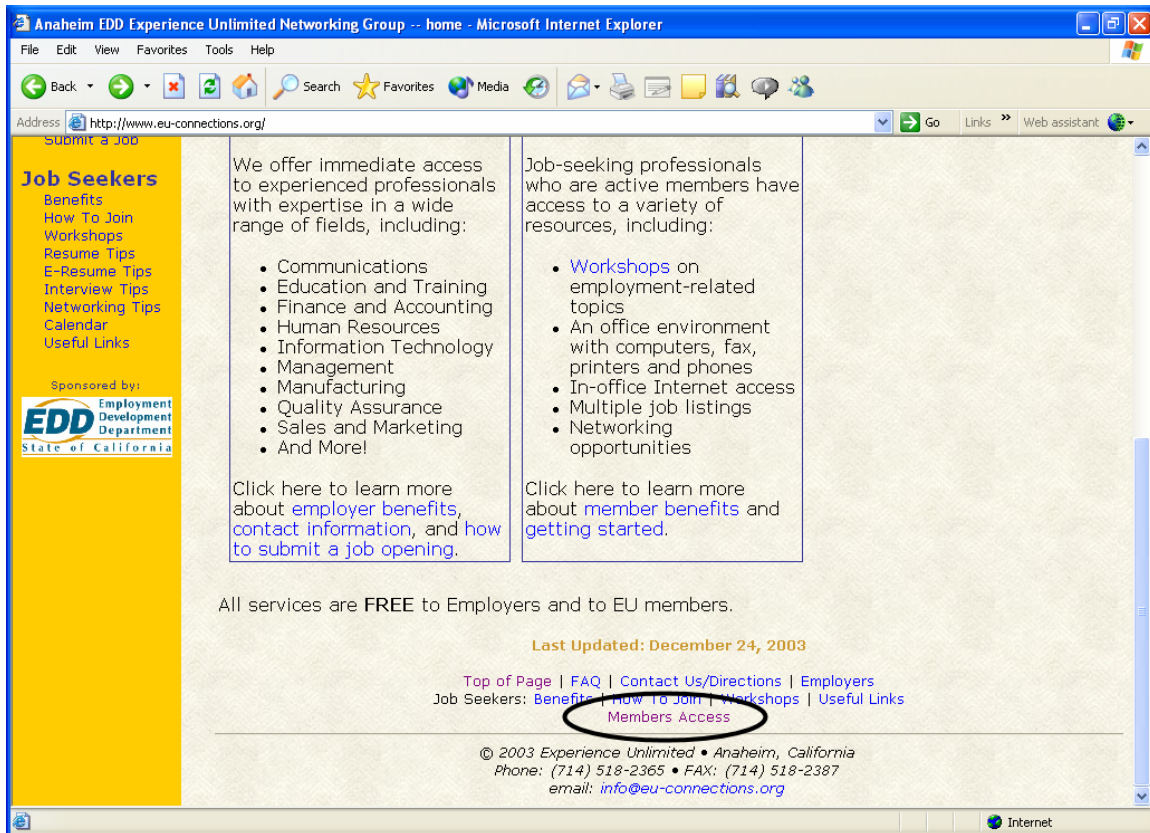 Anaheim EDD Experience Unlimited Networking Group -- home - Microsoft Internet Explorer
File Edit View Favorites Tools Help
Back Search Favorites Media
Address http://www.eu-connections.org/ Go Links » Web assistant
Submit a Job
Job Seekers
Benefits
How To Join
Workshops
Resume Tips
E-Resume Tips
Interview Tips
Networking Tips
Calendar
Useful Links
Sponsored by:
EDD Employment
Development
Department
State of California
We offer immediate access
to experienced professionals
with expertise in a wide
range of fields, including:
• Communications
• Education and Training
• Finance and Accounting
• Human Resources
• Information Technology
• Management
• Manufacturing
• Quality Assurance
• Sales and Marketing
• And More!
Click here to learn more
about employer benefits,
contact information, and how
to submit a job opening.
Job-seeking professionals
who are active members have
access to a variety of
resources, including:
• Workshops on
employment-related
topics
• An office environment
with computers, fax,
printers and phones
• In-office Internet access
• Multiple job listings
• Networking
opportunities
Click here to learn more
about member benefits and
getting started.
All services are FREE to Employers and to EU members.
Last Updated: December 24, 2003
Top of Page | FAQ | Contact Us/Directions | Employers
Job Seekers: Benefits | How To Join | Workshops | Useful Links
Members Access
© 2003 Experience Unlimited • Anaheim, California
Phone: (714) 518-2365 • FAX: (714) 518-2387
email: info@eu-connections.org
Internet